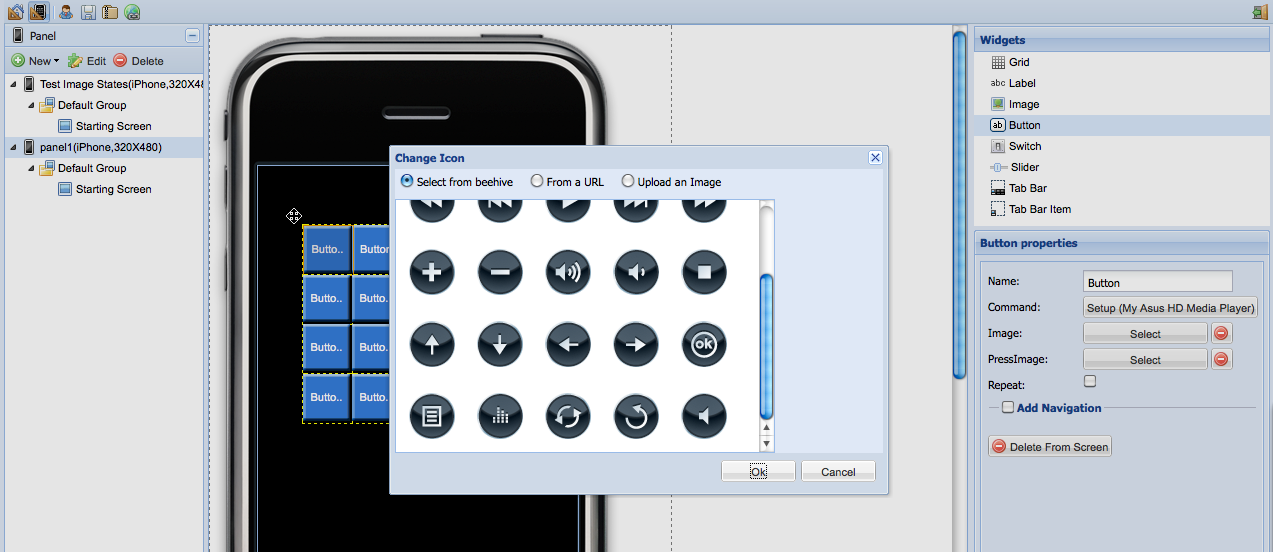 Panel
New
Edit
Delete
Test Image States(iPhone,320X48
Default Group
Starting Screen
panel1(iPhone,320X480)
Default Group
Starting Screen
Butto..
Button
Butto..
Butto.
Butto..
Butto.
Butto..
Butto.
Change Icon
Select from beehive
From a URL
Upload an Image
ok
Ok
Cancel
Widgets
Grid
abc Label
Image
ab Button
Switch
Slider
Tab Bar
Tab Bar Item
Button properties
Name: Button
Command: Setup (My Asus HD Media Player)
Image: Select
PressImage: Select
Repeat:
Add Navigation
Delete From Screen